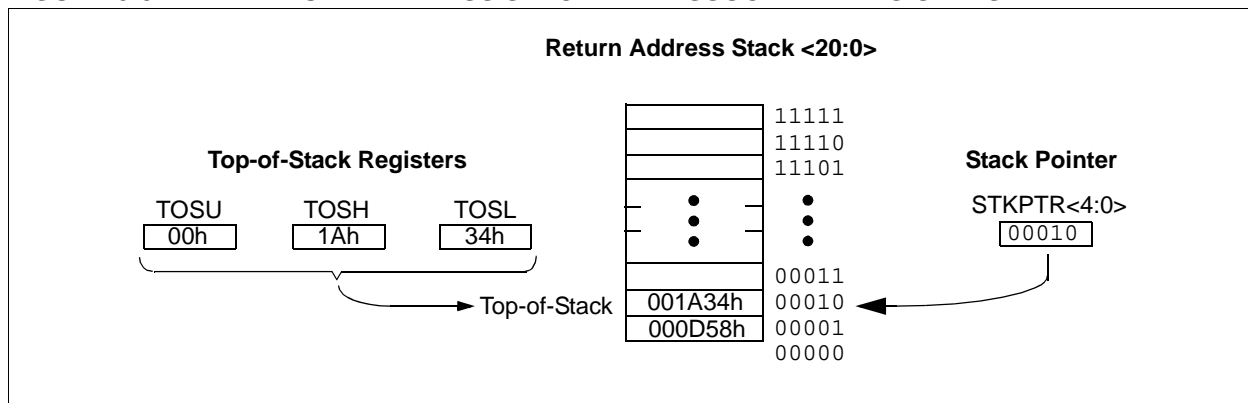 Return Address Stack <20:0>
11111
11110
Top-of-Stack Registers
11101
Stack Pointer
TOSU TOSH TOSL
STKPTR<4:0>
00h 1Ah 34h
00010
00011
Top-of-Stack 001A34h 00010
000D58h 00001
00000